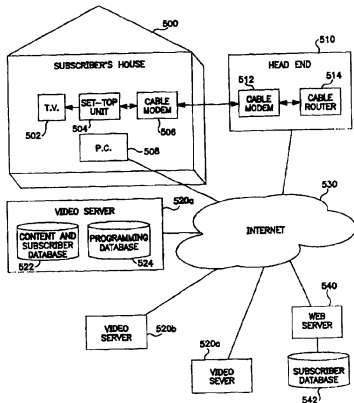 500
SUBSCRIBER'S HOUSE
T.V.
502
SET-TOP
UNIT
504
CABLE
MODEM
506
P.C.
508
510
HEAD END
512
514
CABLE
MODEM
CABLE
ROUTER
520a
VIDEO SERVER
CONTENT AND
SUBSCRIBER
DATABASE
522
PROGRAMMING
DATABASE
524
530
INTERNET
VIDEO
SERVER
520b
VIDEO
SEVER
520c
540
WEB
SERVER
SUBSCRIBER
DATABASE
542